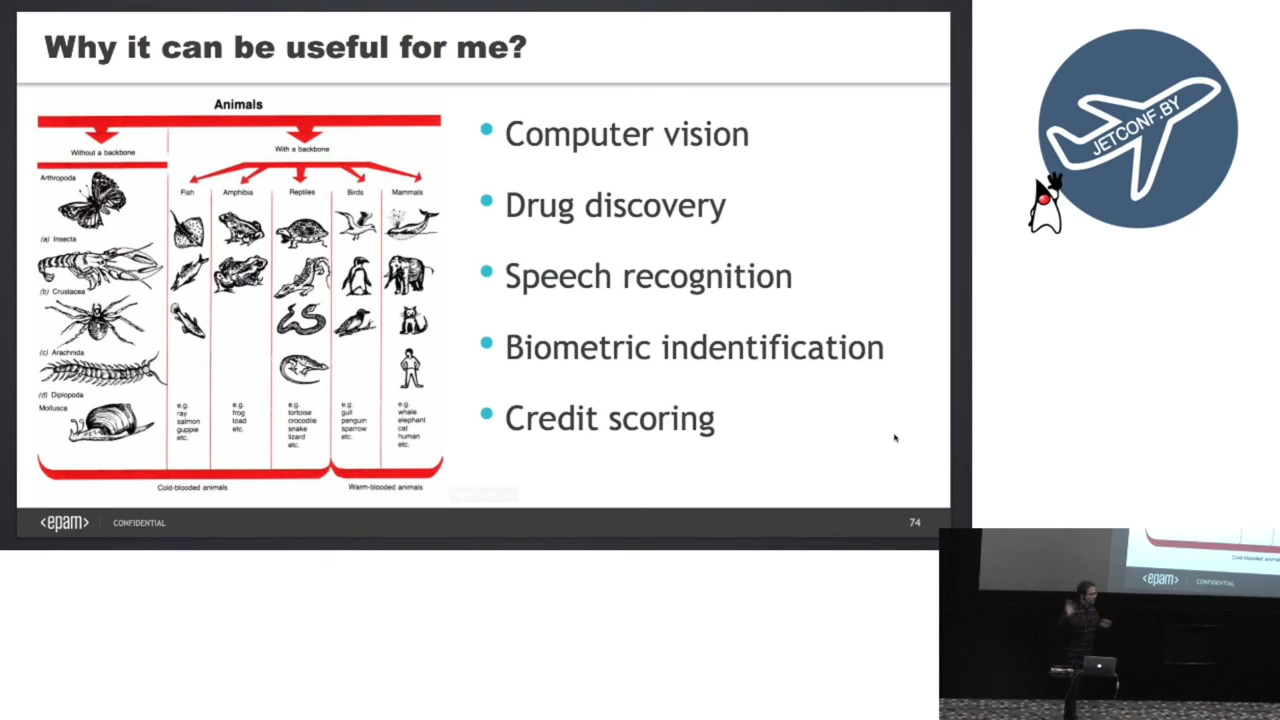 Why it can be useful for me?
Animals
Without a backbone
With a backbone
Arthropoda
Fish
Amphibia
Reptiles
Birds
Mammals
(a) Insecta
(b) Crustacea
(c) Arachnida
(d) Diplopoda
Mollusca
e.g.
ray
salmon
guppie
etc.
e.g.
frog
toad
etc.
e.g.
tortoise
crocodile
snake
lizard
etc.
e.g.
gull
penguin
sparrow
etc.
e.g.
whale
elephant
cat
human
etc.
Cold-blooded animals
Warm-blooded animals
• Computer vision
• Drug discovery
• Speech recognition
• Biometric indentification
• Credit scoring
<epam>
CONFIDENTIAL
74
JETCONF.BY
<epam>
CONFIDENTIAL